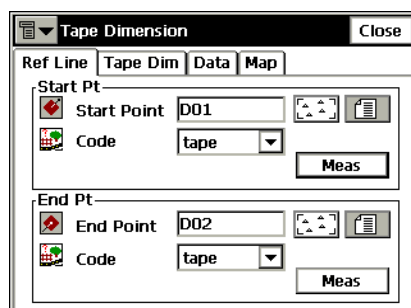 Tape Dimension Close
Ref Line Tape Dim Data Map
Start Pt
Start Point D01
Code tape
Meas
End Pt
End Point D02
Code tape
Meas